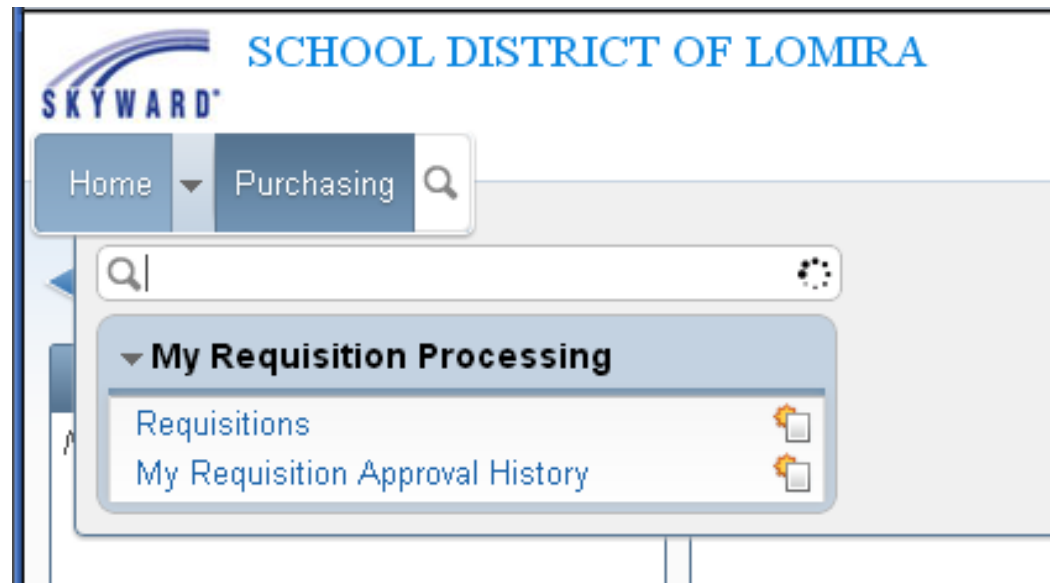 SCHOOL DISTRICT OF LOMIRA
SKYWARD
Home Purchasing
My Requisition Processing
Requisitions
My Requisition Approval History